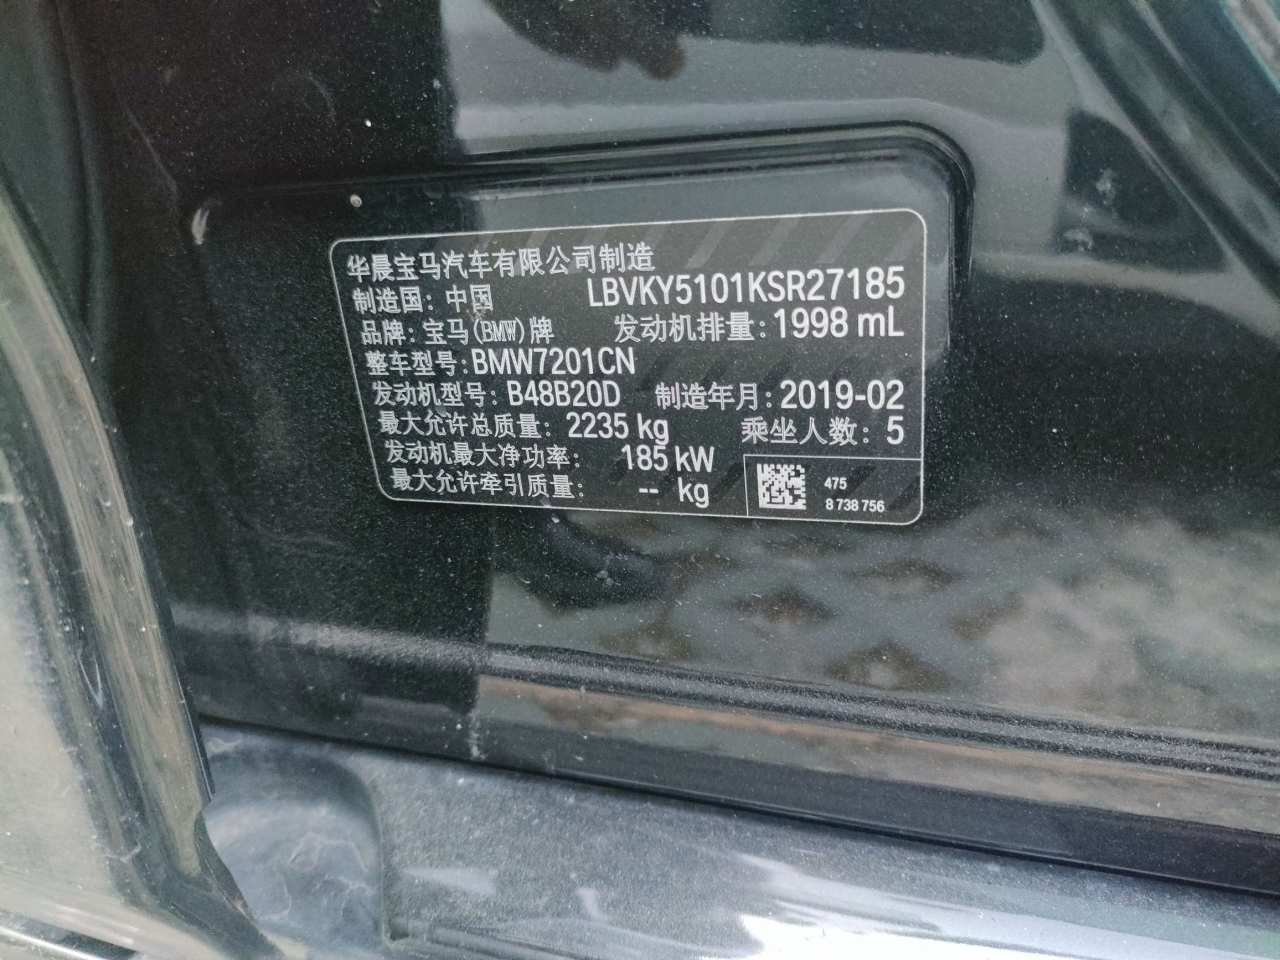 华晨宝马汽车有限公司制造
制造国: 中国 LBVKY5101KSR27185
品牌: 宝马(BMW)牌 发动机排量: 1998 mL
整车型号: BMW7201CN
发动机型号: B48B20D 制造年月: 2019-02
最大允许总质量: 2235 kg 乘坐人数: 5
发动机最大净功率: 185 kW
最大允许牵引质量: -- kg
475
8 738 756